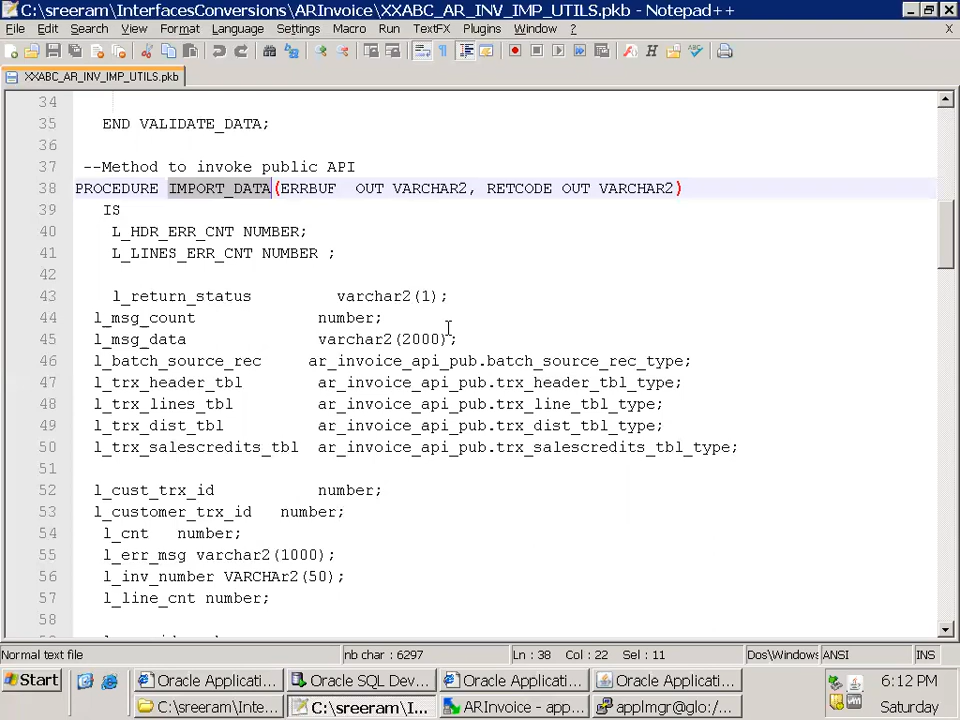 C:\sreeram\InterfacesConversions\ARInvoice\XXABC_AR_INV_IMP_UTILS.pkb - Notepad++
File Edit Search View Format Language Settings Macro Run TextFX Plugins Window ? X
XXABC_AR_INV_IMP_UTILS.pkb
34
35 END VALIDATE_DATA;
36
37 --Method to invoke public API
38 PROCEDURE IMPORT_DATA(ERRBUF OUT VARCHAR2, RETCODE OUT VARCHAR2)
39 IS
40 L_HDR_ERR_CNT NUMBER;
41 L_LINES_ERR_CNT NUMBER ;
42
43 l_return_status varchar2(1);
44 l_msg_count number;
45 l_msg_data varchar2(2000);
46 l_batch_source_rec ar_invoice_api_pub.batch_source_rec_type;
47 l_trx_header_tbl ar_invoice_api_pub.trx_header_tbl_type;
48 l_trx_lines_tbl ar_invoice_api_pub.trx_line_tbl_type;
49 l_trx_dist_tbl ar_invoice_api_pub.trx_dist_tbl_type;
50 l_trx_salescredits_tbl ar_invoice_api_pub.trx_salescredits_tbl_type;
51
52 l_cust_trx_id number;
53 l_customer_trx_id number;
54 l_cnt number;
55 l_err_msg varchar2(1000);
56 l_inv_number VARCHAr2(50);
57 l_line_cnt number;
58
Normal text file nb char : 6297 Ln : 38 Col : 22 Sel : 11 Dos\Windows ANSI INS
Start Oracle Applicati... Oracle SQL Dev... Oracle Applicati... Oracle Applicati... 6:12 PM
C:\sreeram\Inte... C:\sreeram\I... ARInvoice - app... applmgr@glo:/... Saturday